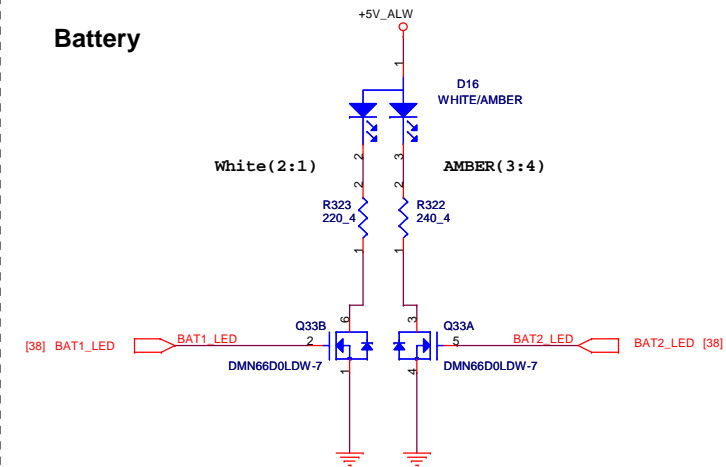 +5V_ALW
Battery
1
D16
WHITE/AMBER
2
3
White(2:1)
AMBER(3:4)
2
2
R323
220_4
R322
240_4
1
1
6
3
Q33B
Q33A
[38] BAT1_LED
BAT1_LED
2
5
BAT2_LED
BAT2_LED [38]
DMN66D0LDW-7
DMN66D0LDW-7
1
4